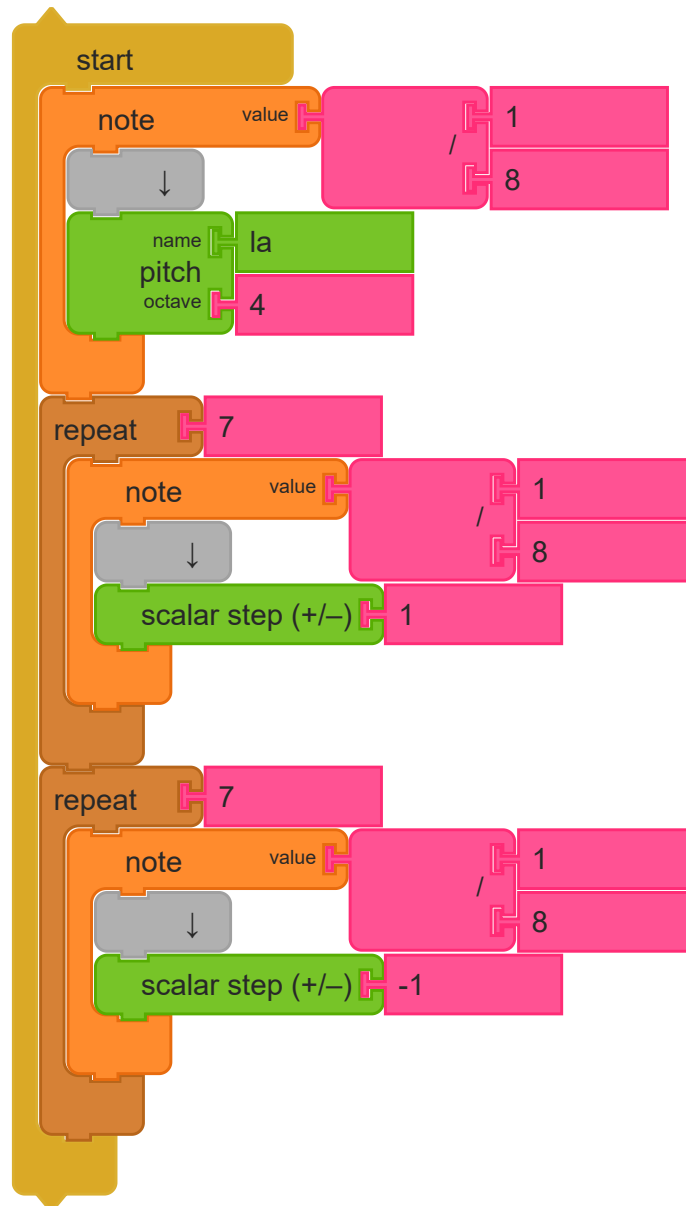 start
note value 1
/
8
↓
name la
pitch
octave 4
repeat 7
note value 1
/
8
↓
scalar step (+/–) 1
repeat 7
note value 1
/
8
↓
scalar step (+/–) -1